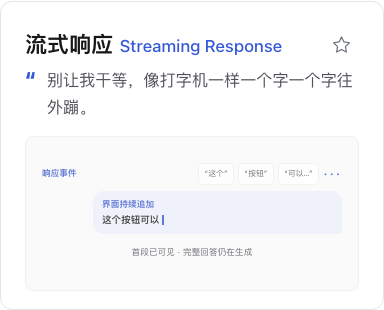 流式响应 Streaming Response
“ 别让我干等，像打字机一样一个字一个字往
外蹦。
响应事件 “这个” “按钮” “可以…” ···
界面持续追加
这个按钮可以
首段已可见 · 完整回答仍在生成